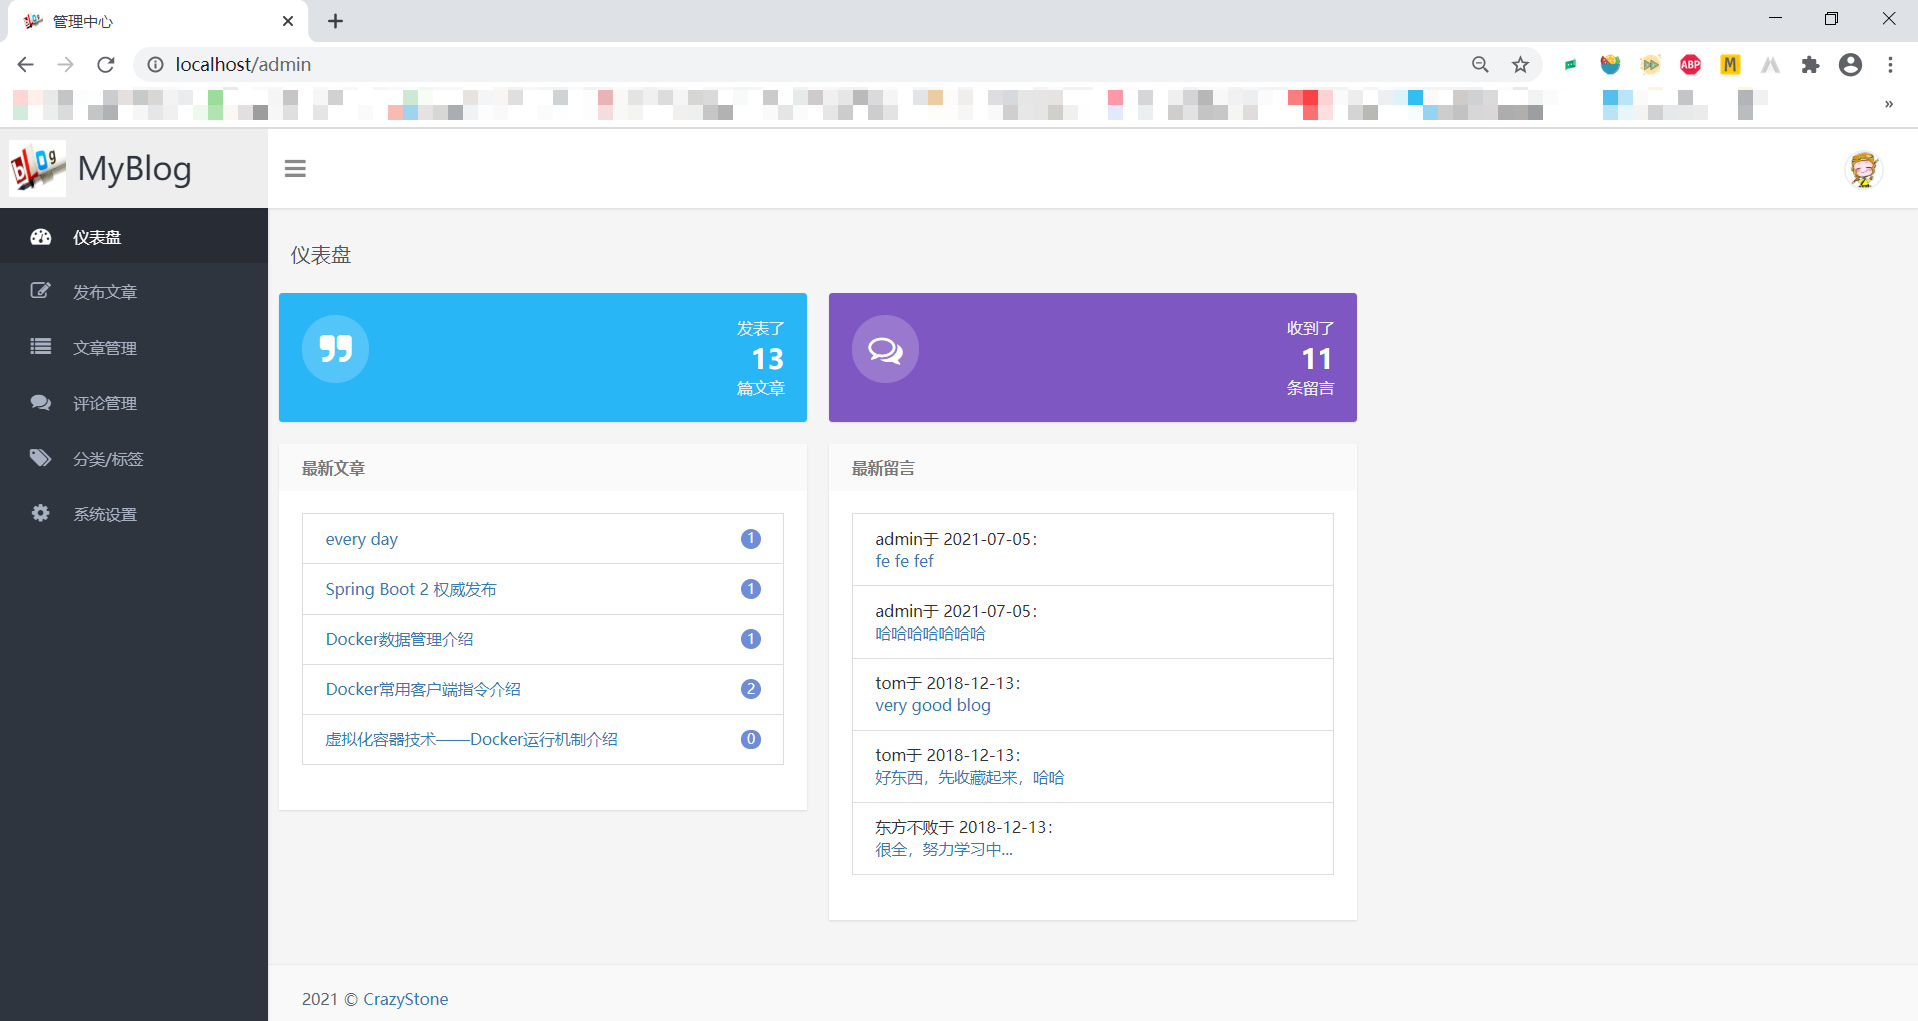 管理中心
localhost/admin
ABP
M
»
blog
MyBlog
仪表盘
发布文章
文章管理
评论管理
分类/标签
系统设置
仪表盘
发表了
13
篇文章
收到了
11
条留言
最新文章
every day 1
Spring Boot 2 权威发布 1
Docker数据管理介绍 1
Docker常用客户端指令介绍 2
虚拟化容器技术——Docker运行机制介绍 0
最新留言
admin于 2021-07-05：
fe fe fef
admin于 2021-07-05：
哈哈哈哈哈哈哈
tom于 2018-12-13：
very good blog
tom于 2018-12-13：
好东西，先收藏起来，哈哈
东方不败于 2018-12-13：
很全，努力学习中...
2021 © CrazyStone